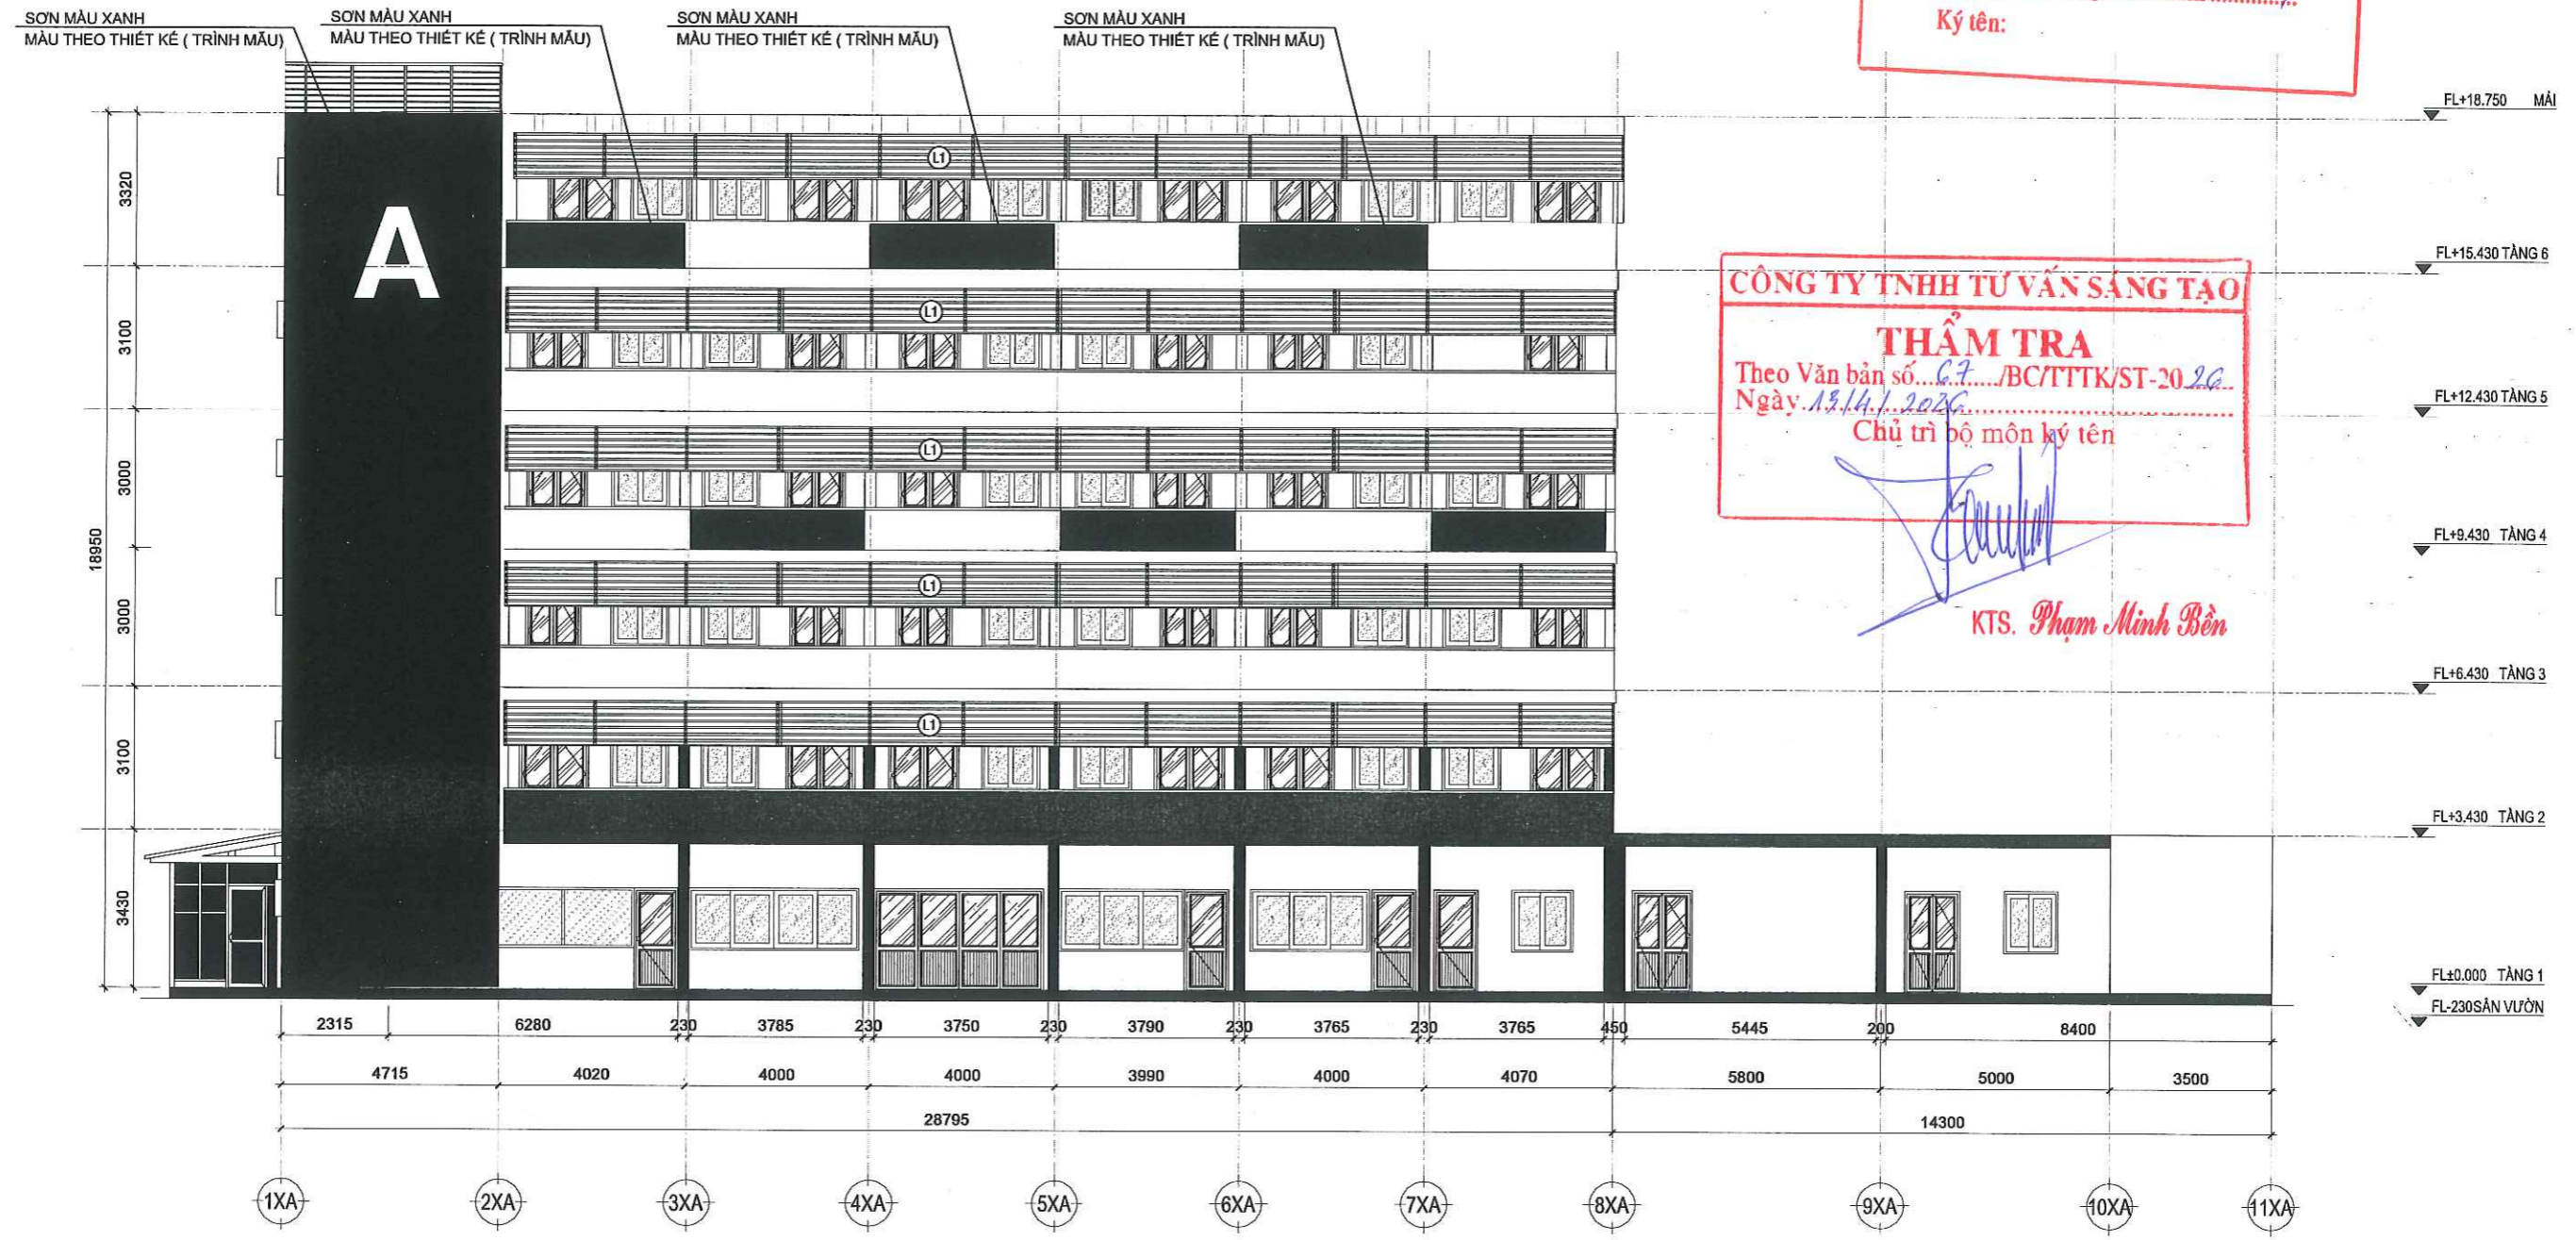 SƠN MÀU XANH
MÀU THEO THIẾT KẾ ( TRÌNH MẪU)
SƠN MÀU XANH
MÀU THEO THIẾT KẾ ( TRÌNH MẪU)
SƠN MÀU XANH
MÀU THEO THIẾT KẾ ( TRÌNH MẪU)
SƠN MÀU XANH
MÀU THEO THIẾT KẾ ( TRÌNH MẪU)
Ký tên:
FL+18.750 MÁI
A
L1
3320
FL+15.430 TẦNG 6
CÔNG TY TNHH TƯ VẤN SÁNG TẠO
THẨM TRA
Theo Văn bản số....67..../BC/TTTK/ST-2026
Ngày 13/4/2026
Chủ trì bộ môn ký tên
KTS. Phạm Minh Bền
L1
3100
FL+12.430 TẦNG 5
L1
3000
18950
FL+9.430 TẦNG 4
L1
3000
FL+6.430 TẦNG 3
L1
3100
FL+3.430 TẦNG 2
3430
FL±0.000 TẦNG 1
FL-230SÂN VƯỜN
2315 6280 230 3785 230 3750 230 3790 230 3765 230 3765 450 5445 200 8400
4715 4020 4000 4000 3990 4000 4070 5800 5000 3500
28795 14300
1XA 2XA 3XA 4XA 5XA 6XA 7XA 8XA 9XA 10XA 11XA